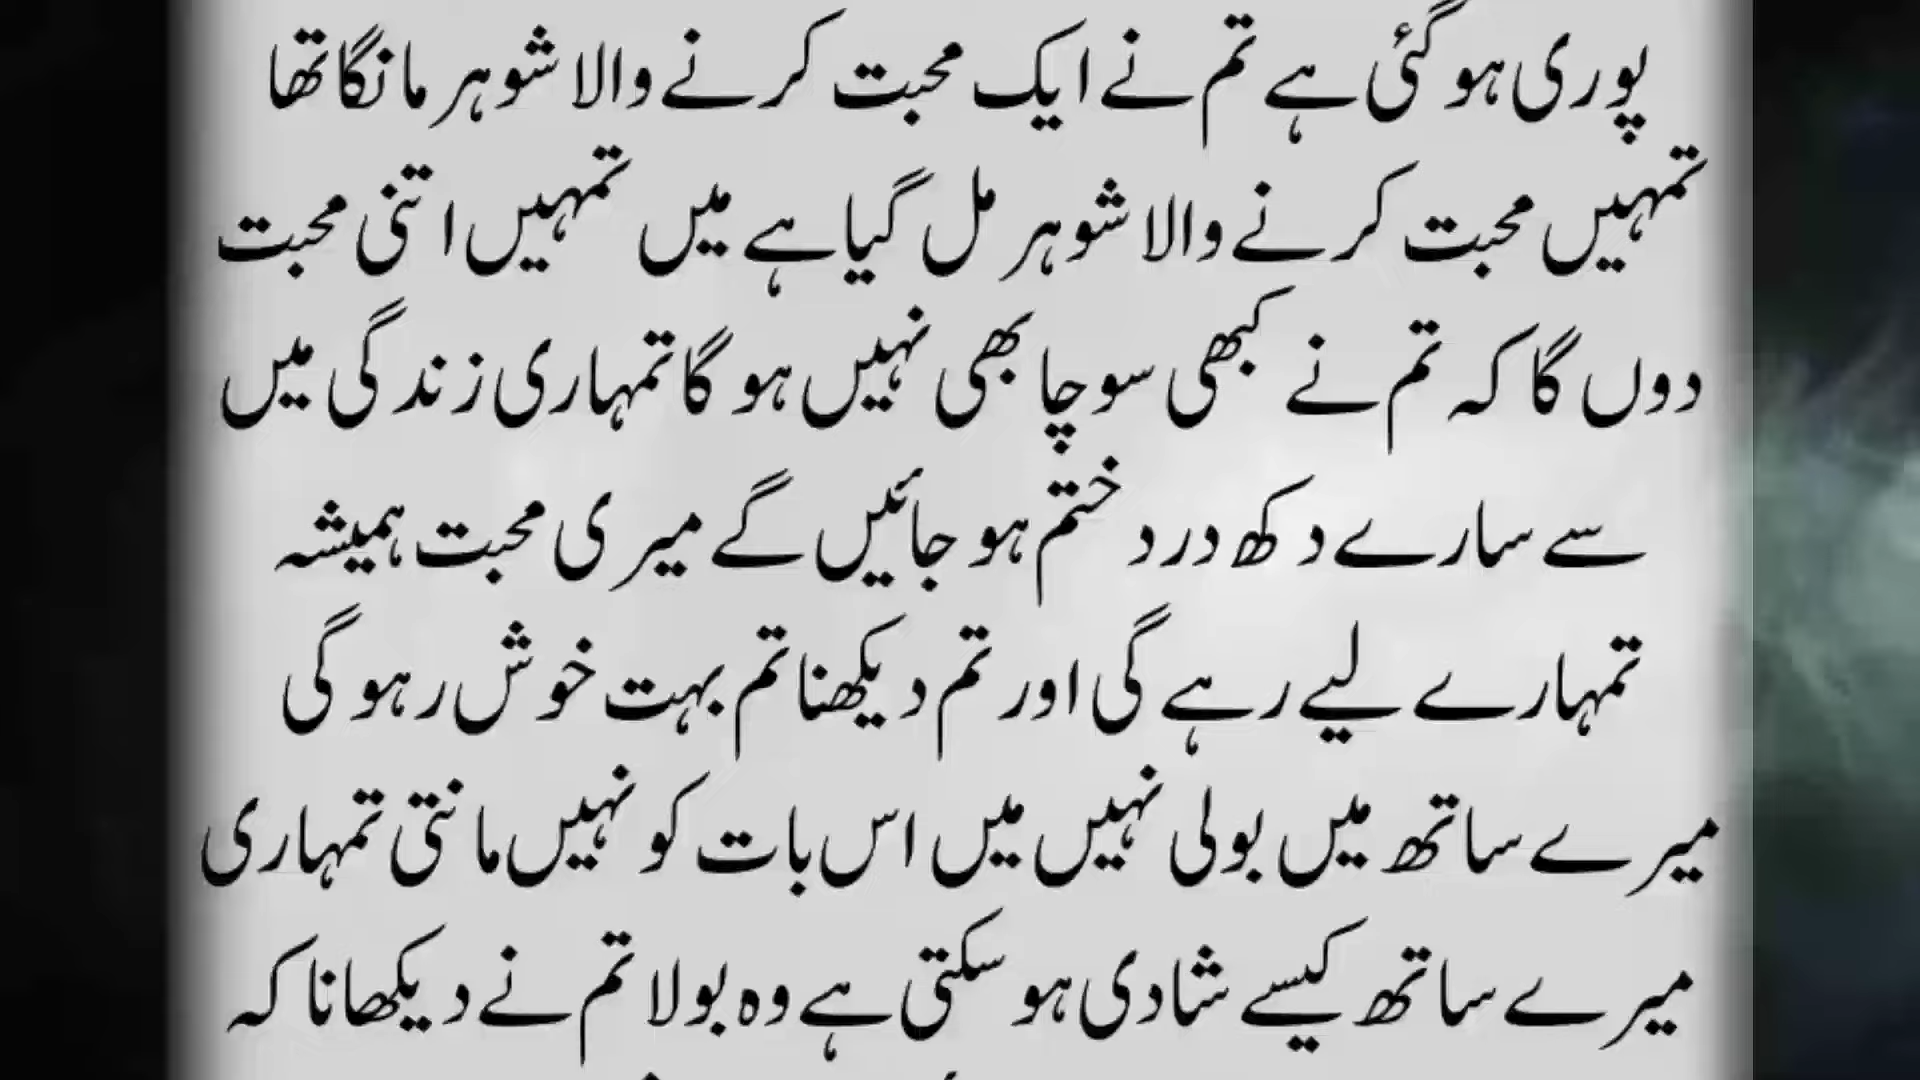 پوری ہو گئی ہے تم نے ایک محبت کرنے والا شوہر مانگا تھا
تمہیں محبت کرنے والا شوہر مل گیا ہے میں تمہیں اتنی محبت
دوں گا کہ تم نے کبھی سوچا بھی نہیں ہو گا تمہاری زندگی میں
سے سارے دکھ درد ختم ہو جائیں گے میری محبت ہمیشہ
تمہارے لیے رہے گی اور تم دیکھنا تم بہت خوش رہو گی
میرے ساتھ میں بولی نہیں میں اس بات کو نہیں مانتی تمہاری
میرے ساتھ کیسے شادی ہو سکتی ہے وہ بولا تم نے دیکھا نا کہ